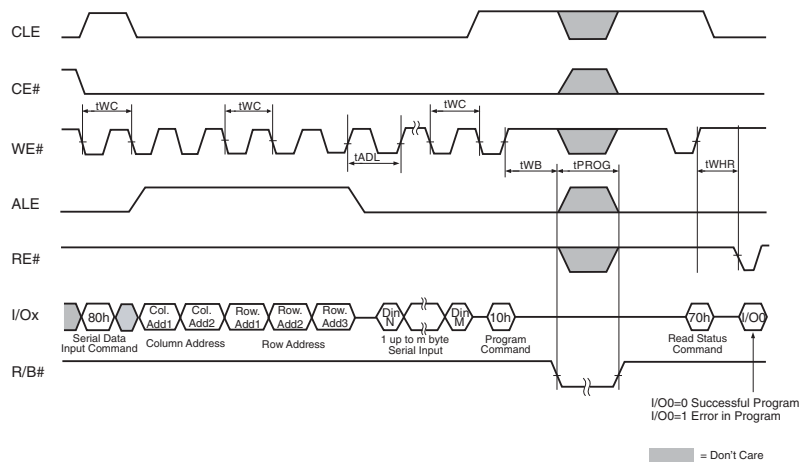 CLE
CE#
tWC
tWC
tWC
WE#
tADL
tWB
tPROG
tWHR
ALE
RE#
I/Ox
80h
Col.
Add1
Col.
Add2
Row.
Add1
Row.
Add2
Row.
Add3
Din
N
Din
M
10h
70h
I/O0
Serial Data
Input Command
Column Address
Row Address
1 up to m byte
Serial Input
Program
Command
Read Status
Command
R/B#
I/O0=0 Successful Program
I/O0=1 Error in Program
= Don't Care